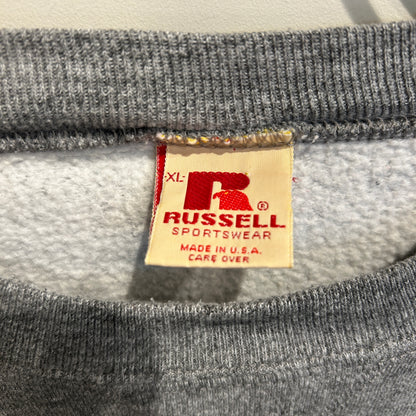 -XL-
R®
RUSSELL
SPORTSWEAR
MADE IN U.S.A.
CARE OVER